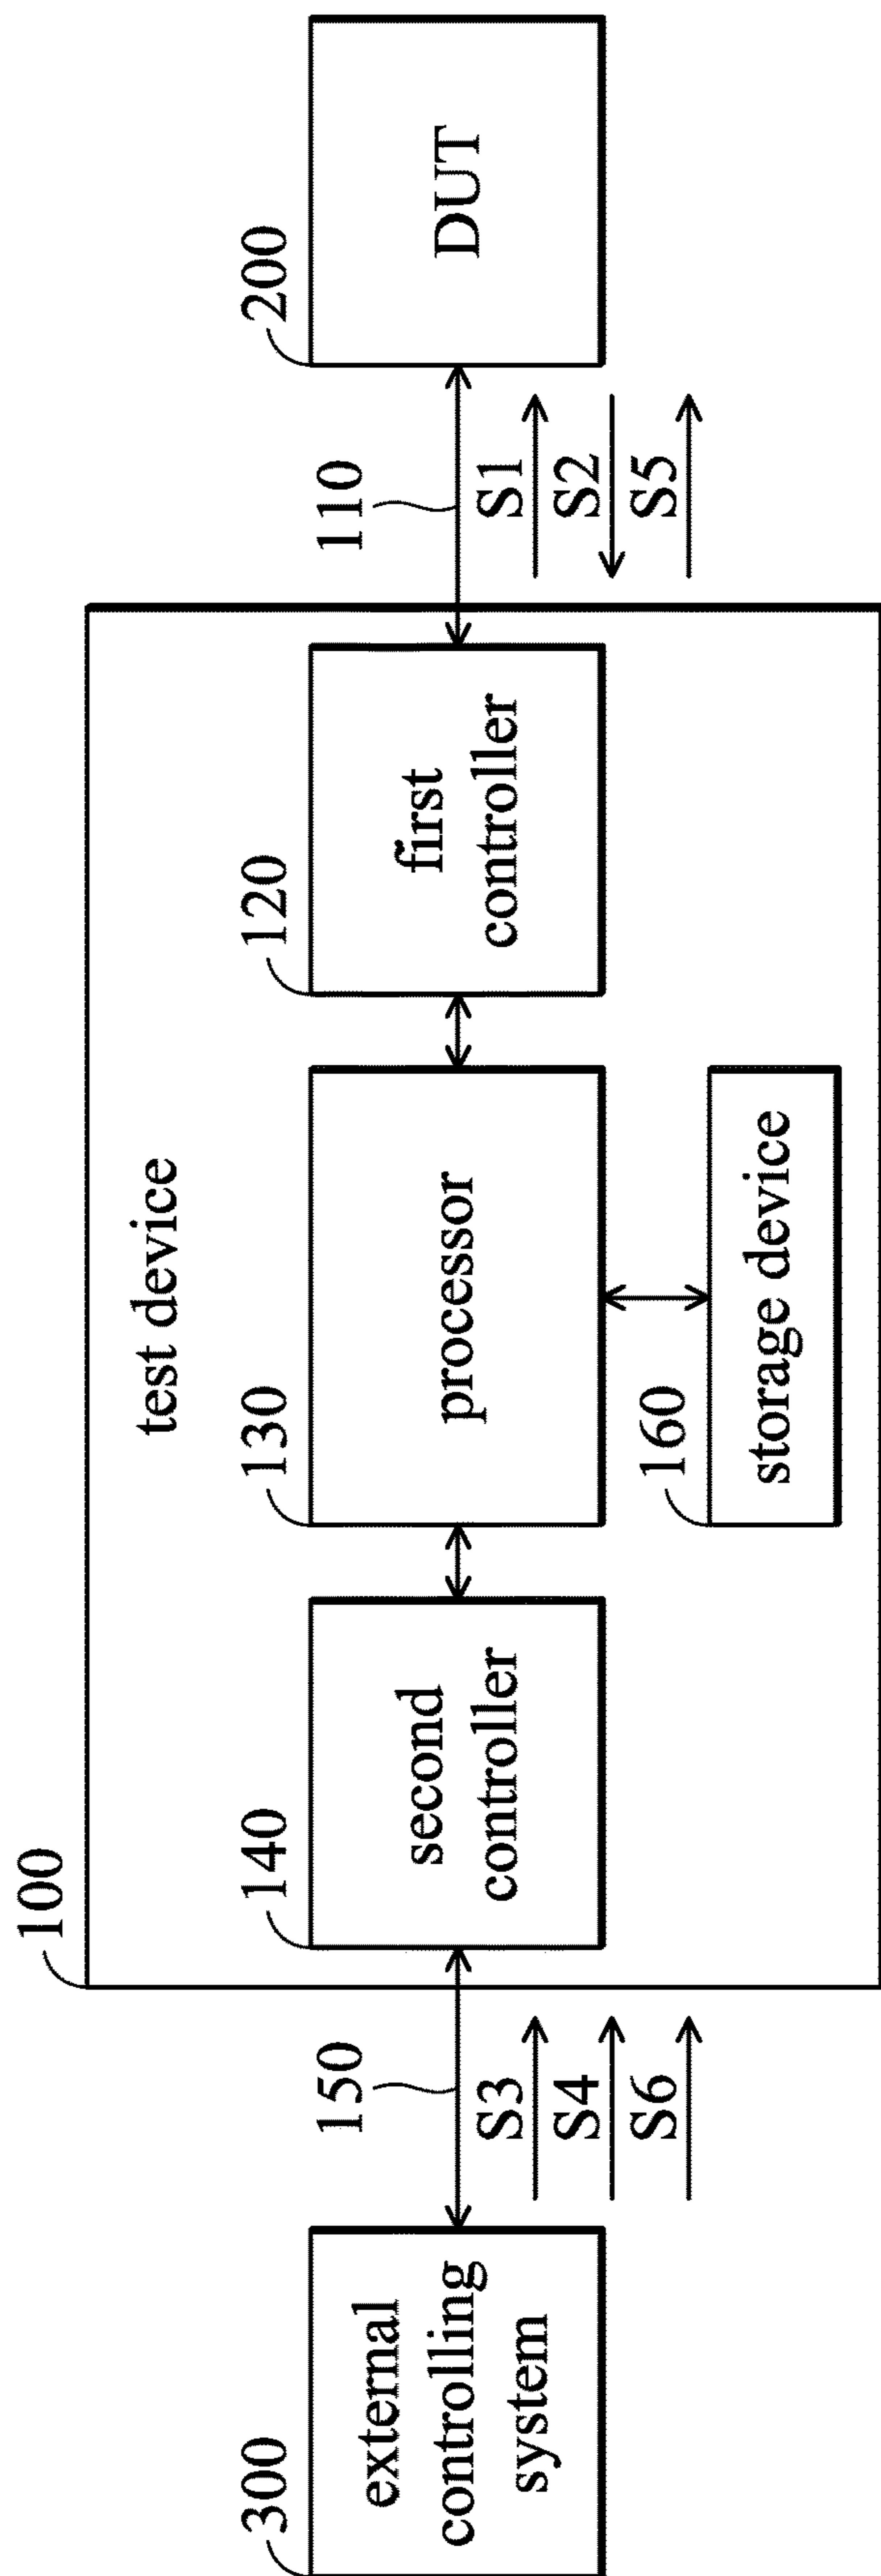 100
test device
300
external
controlling
system
150
S3
S4
S6
140
second
controller
130
processor
160
storage device
120
first
controller
110
S1
S2
S5
200
DUT